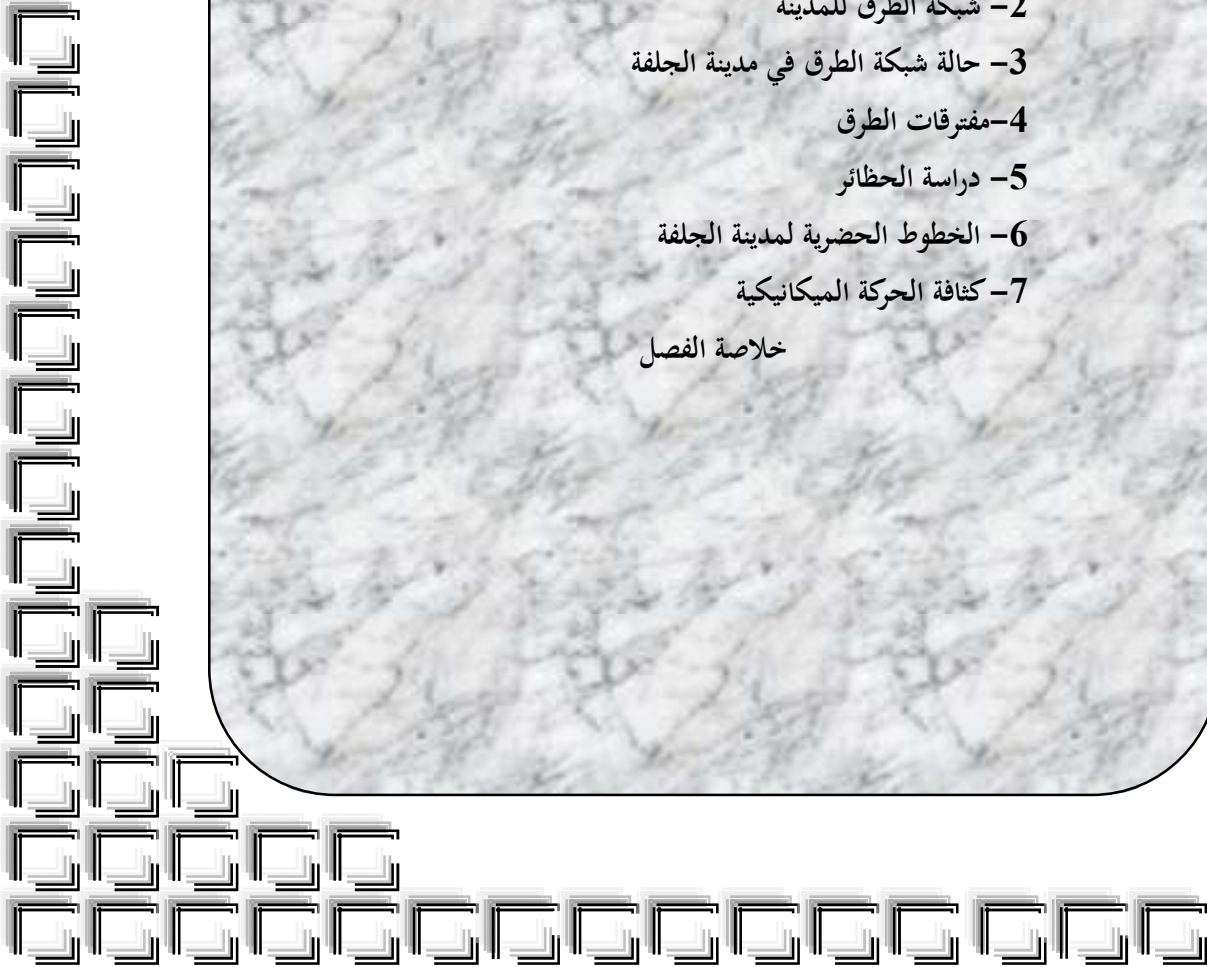 2– شبكة الطرق للمدينة
3– حالة شبكة الطرق في مدينة الجلفة
4–مفترقات الطرق
5– دراسة الحظائر
6– الخطوط الحضرية لمدينة الجلفة
7– كثافة الحركة الميكانيكية
خلاصة الفصل